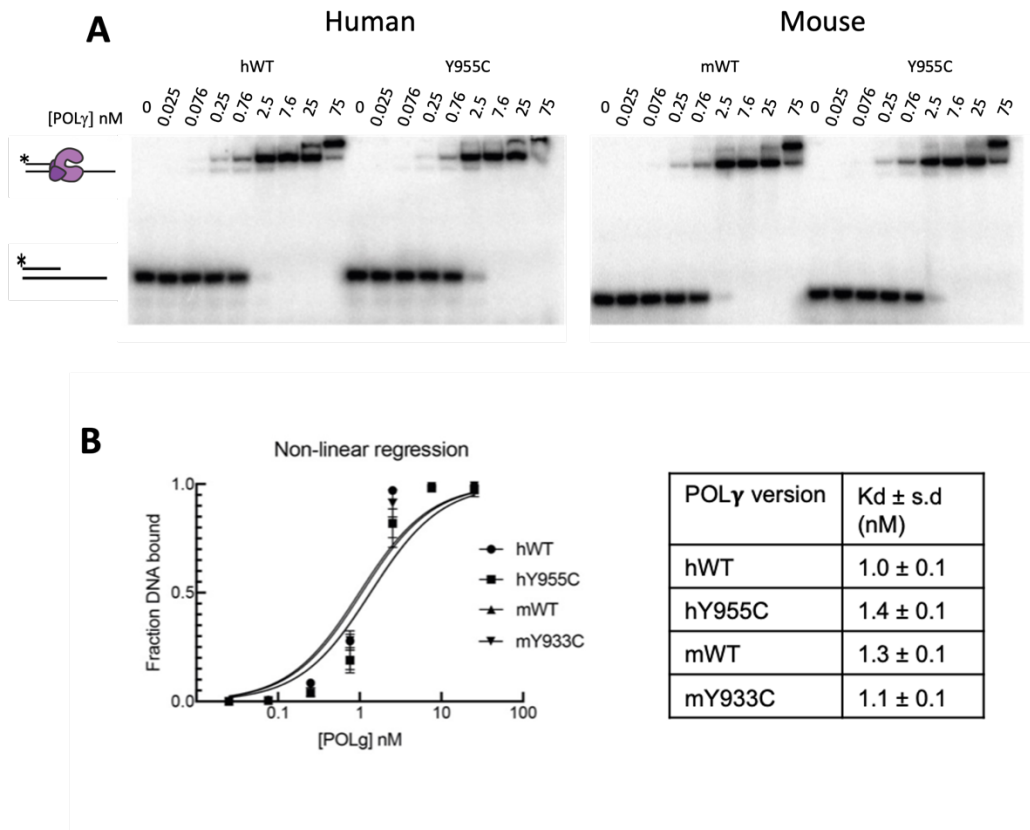 A
Human
Mouse
hWT
Y955C
mWT
Y955C
[POLγ] nM
0 0.025 0.076 0.25 0.76 2.5 7.6 25 75 0 0.025 0.076 0.25 0.76 2.5 7.6 25 75
0 0.025 0.076 0.25 0.76 2.5 7.6 25 75 0 0.025 0.076 0.25 0.76 2.5 7.6 25 75
*
*
B
Non-linear regression
Fraction DNA bound
1.0
0.5
0.0
0.1 1 10 100
[POLg] nM
hWT
hY955C
mWT
mY933C
POLγ version Kd ± s.d (nM)
hWT 1.0 ± 0.1
hY955C 1.4 ± 0.1
mWT 1.3 ± 0.1
mY933C 1.1 ± 0.1